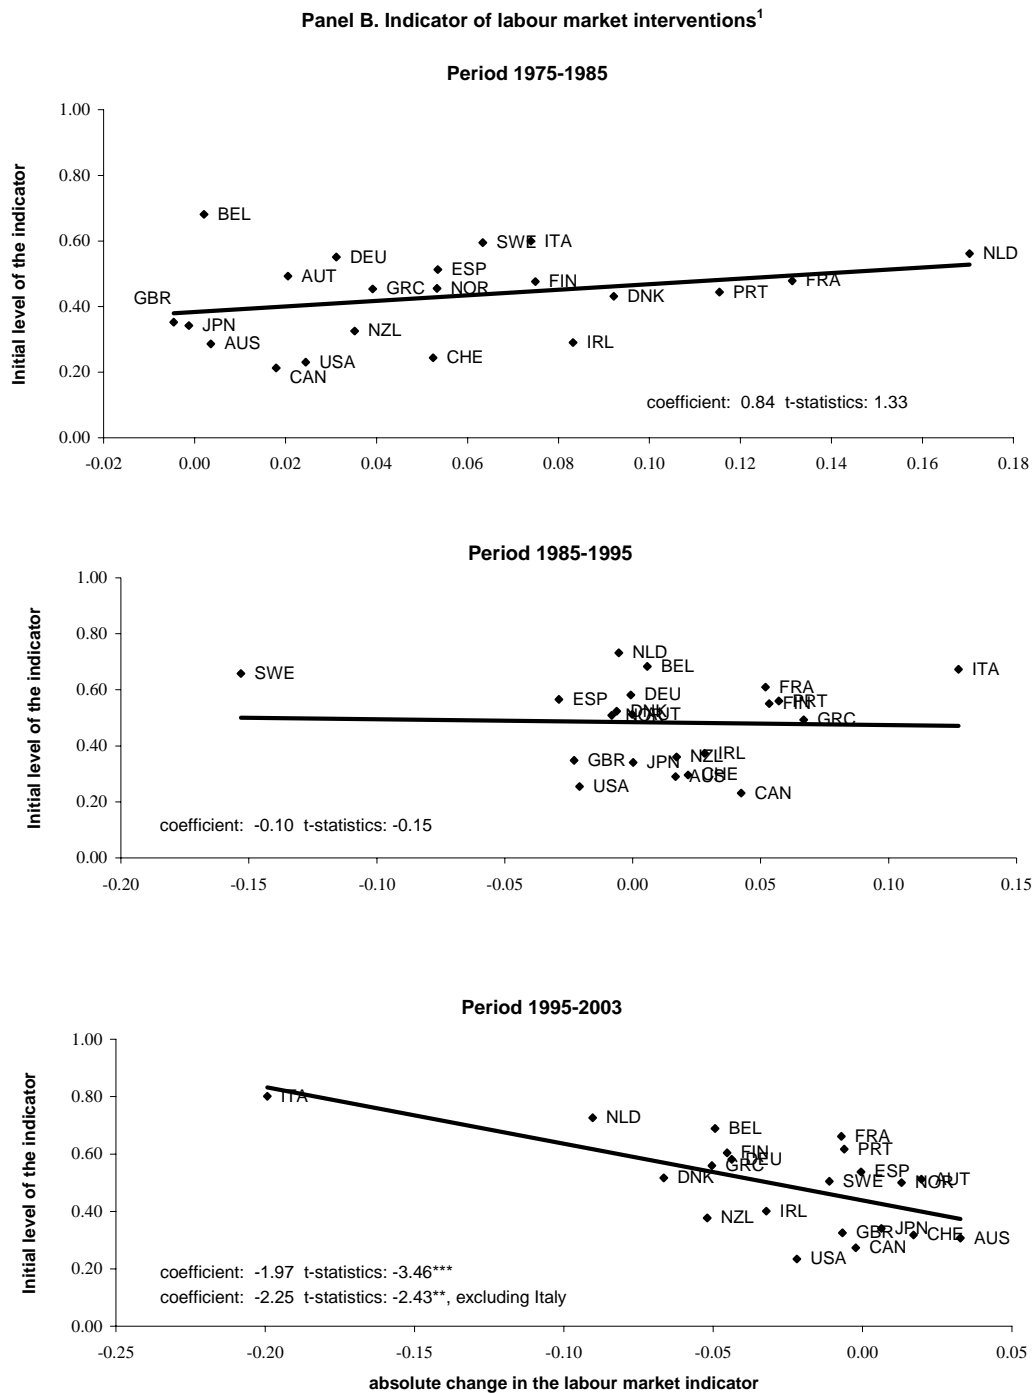 Panel B. Indicator of labour market interventions1
Period 1975-1985
Initial level of the indicator
1.00
0.80
0.60
0.40
0.20
0.00
BEL
SWE
ITA
NLD
DEU
AUT
ESP
GRC
NOR
FIN
DNK
PRT
FRA
GBR
JPN
AUS
NZL
IRL
CHE
USA
CAN
coefficient: 0.84 t-statistics: 1.33
-0.02 0.00 0.02 0.04 0.06 0.08 0.10 0.12 0.14 0.16 0.18
Period 1985-1995
Initial level of the indicator
1.00
0.80
0.60
0.40
0.20
0.00
SWE
NLD
BEL
ITA
ESP
DEU
FRA
FIN
PRT
DNK
NOR
AUT
GRC
GBR
JPN
NZL
IRL
USA
AUS
CHE
CAN
coefficient: -0.10 t-statistics: -0.15
-0.20 -0.15 -0.10 -0.05 0.00 0.05 0.10 0.15
Period 1995-2003
Initial level of the indicator
1.00
0.80
0.60
0.40
0.20
0.00
ITA
NLD
BEL
FRA
FIN
DEU
GRC
PRT
DNK
ESP
SWE
NOR
AUT
NZL
IRL
GBR
JPN
CHE
AUS
CAN
USA
coefficient: -1.97 t-statistics: -3.46***
coefficient: -2.25 t-statistics: -2.43**, excluding Italy
-0.25 -0.20 -0.15 -0.10 -0.05 0.00 0.05
absolute change in the labour market indicator